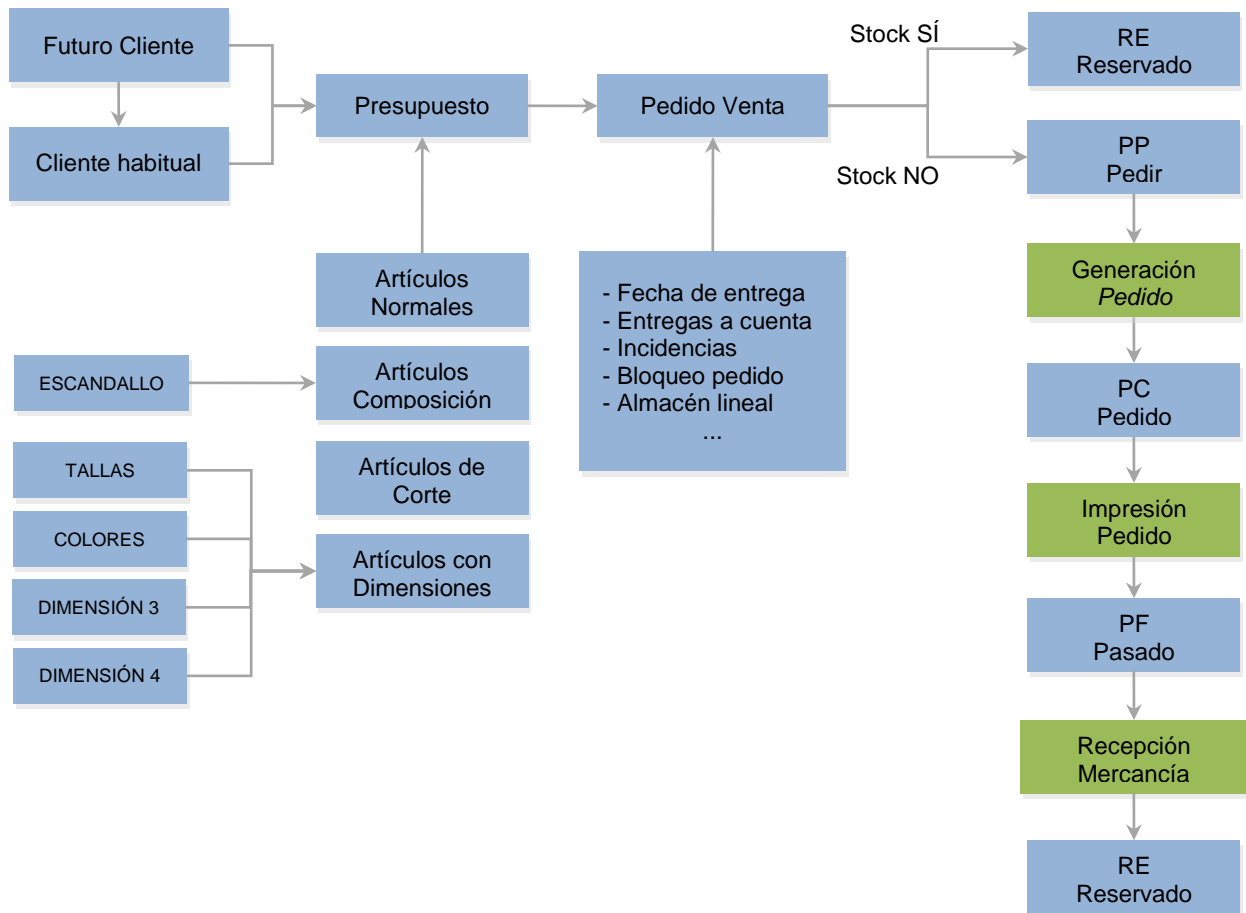 Futuro Cliente
Cliente habitual
Presupuesto
Pedido Venta
Stock SÍ
Stock NO
RE
Reservado
PP
Pedir
Generación
Pedido
PC
Pedido
Impresión
Pedido
PF
Pasado
Recepción
Mercancía
RE
Reservado
Artículos
Normales
- Fecha de entrega
- Entregas a cuenta
- Incidencias
- Bloqueo pedido
- Almacén lineal
...
ESCANDALLO
Artículos
Composición
Artículos de
Corte
TALLAS
COLORES
DIMENSIÓN 3
DIMENSIÓN 4
Artículos con
Dimensiones